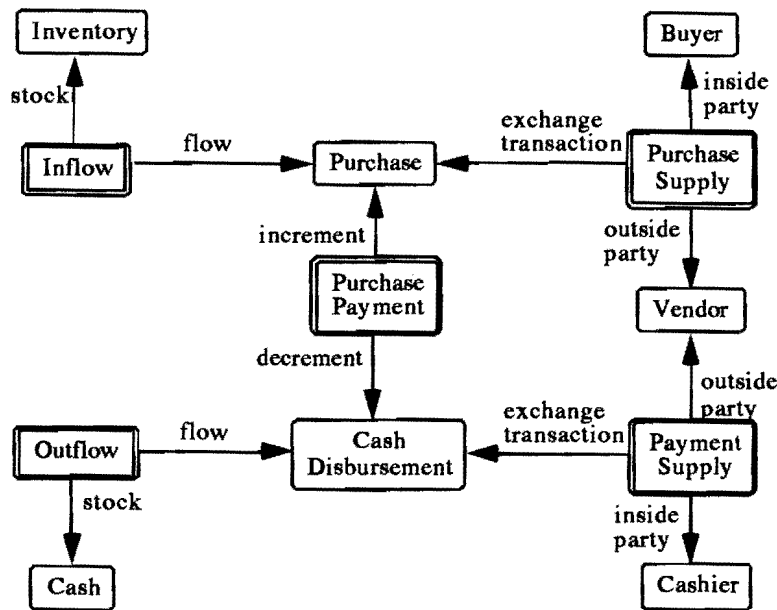 Inventory
Buyer
stock
inside
party
flow
exchange
transaction
Inflow
Purchase
Purchase
Supply
increment
outside
party
Purchase
Payment
Vendor
decrement
outside
party
exchange
transaction
flow
Outflow
Cash
Disbursement
Payment
Supply
stock
inside
party
Cash
Cashier